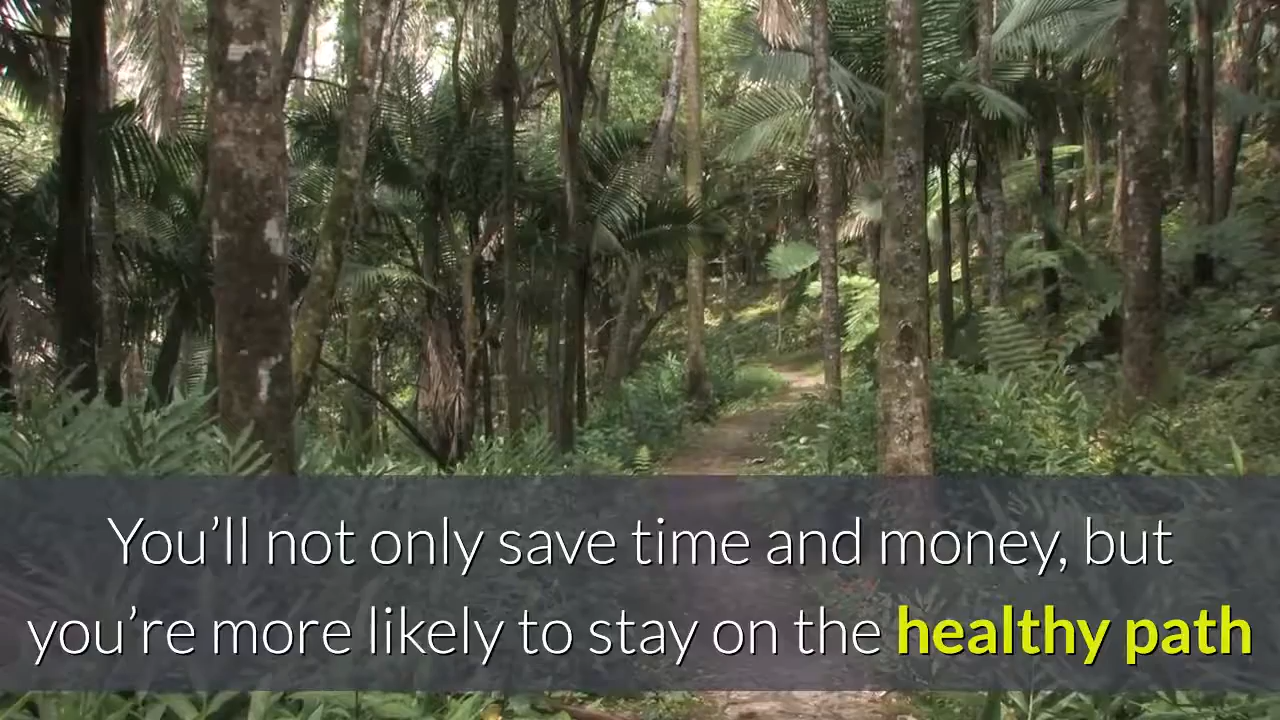 You’ll not only save time and money, but
you’re more likely to stay on the healthy path